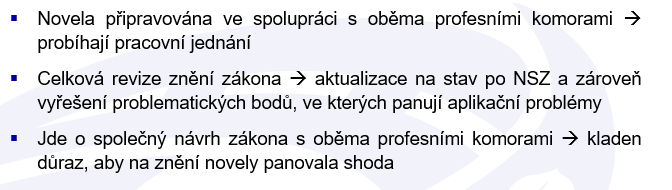 ▪ Novela připravována ve spolupráci s oběma profesními komorami →
probíhají pracovní jednání
▪ Celková revize znění zákona → aktualizace na stav po NSZ a zároveň
vyřešení problematických bodů, ve kterých panují aplikační problémy
▪ Jde o společný návrh zákona s oběma profesními komorami → kladen
důraz, aby na znění novely panovala shoda